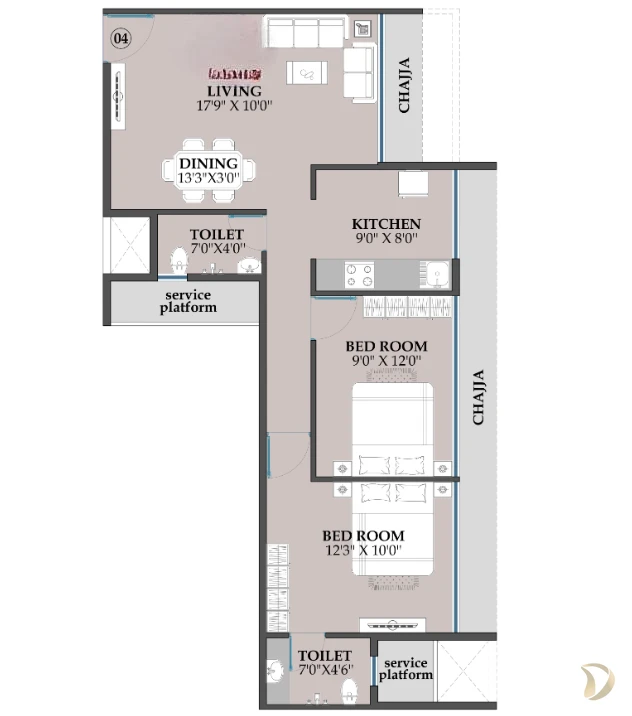 04
LIVING
17'9" X 10'0"
CHAJJA
DINING
13'3"X3'0"
TOILET
7'0"X4'0"
KITCHEN
9'0" X 8'0"
service
platform
BED ROOM
9'0" X 12'0"
CHAJJA
BED ROOM
12'3" X 10'0"
TOILET
7'0"X4'6"
service
platform